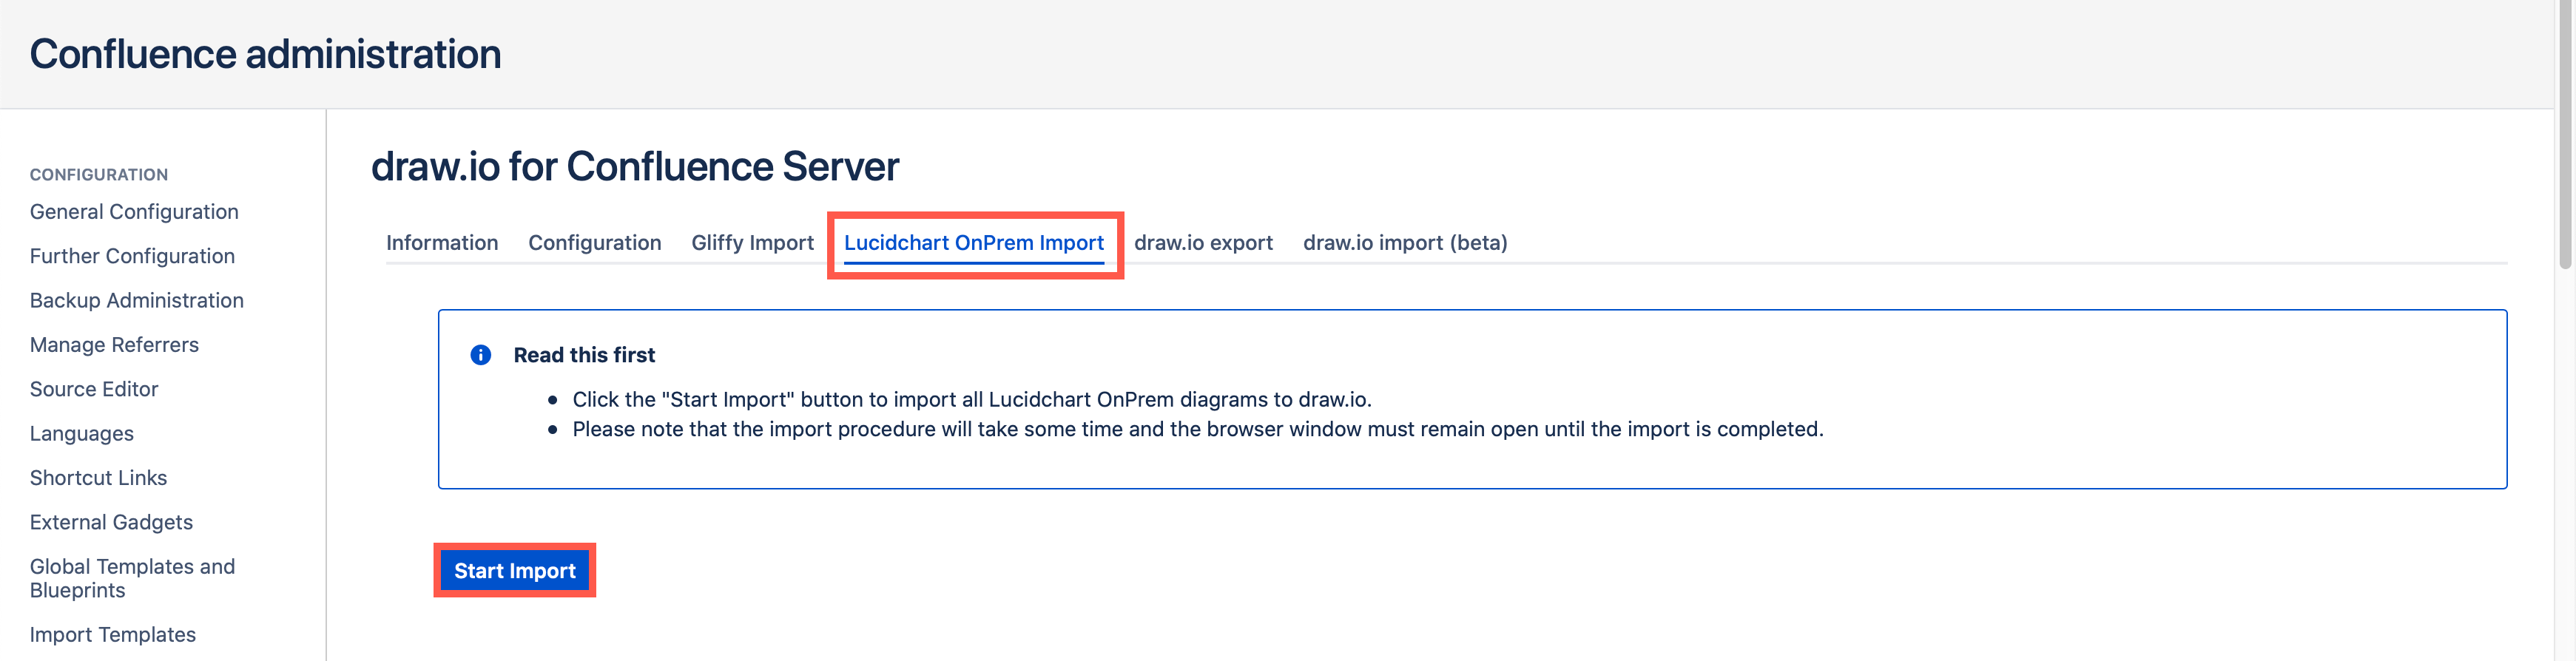 Confluence administration
CONFIGURATION
General Configuration
Further Configuration
Backup Administration
Manage Referrers
Source Editor
Languages
Shortcut Links
External Gadgets
Global Templates and
Blueprints
Import Templates
draw.io for Confluence Server
Information Configuration Gliffy Import Lucidchart OnPrem Import draw.io export draw.io import (beta)
Read this first
• Click the "Start Import" button to import all Lucidchart OnPrem diagrams to draw.io.
• Please note that the import procedure will take some time and the browser window must remain open until the import is completed.
Start Import